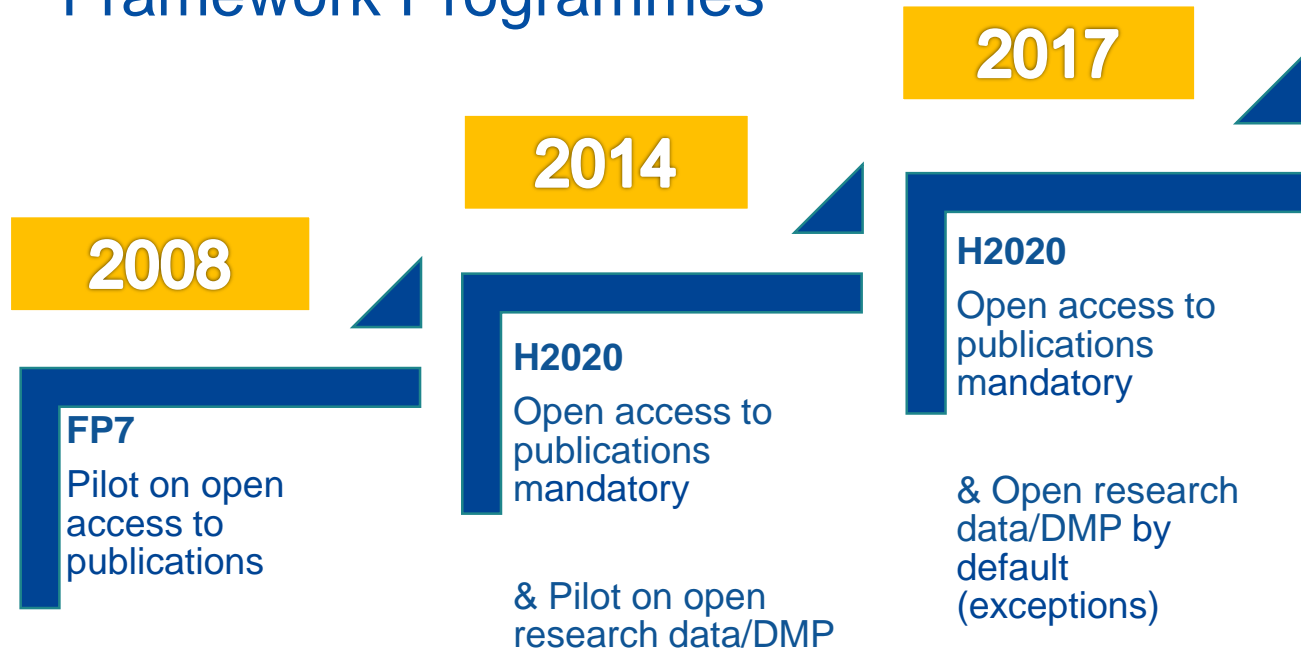 Framework Programmes
2008
FP7
Pilot on open
access to
publications
2014
H2020
Open access to
publications
mandatory
& Pilot on open
research data/DMP
2017
H2020
Open access to
publications
mandatory
& Open research
data/DMP by
default
(exceptions)